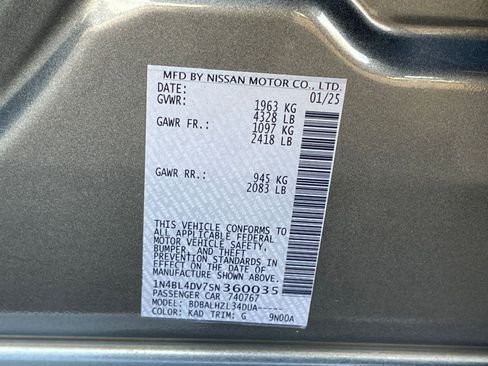 MFD BY NISSAN MOTOR CO., LTD.
DATE: 01/25
GVWR: 1963 KG
4328 LB
GAWR FR.: 1097 KG
2418 LB
GAWR RR.: 945 KG
2083 LB
THIS VEHICLE CONFORMS TO
ALL APPLICABLE FEDERAL
MOTOR VEHICLE SAFETY,
BUMPER, AND THEFT
PREVENTION STANDARDS IN
EFFECT ON THE DATE OF
MANUFACTURE SHOWN ABOVE.
1N4BL4DV7SN360035
PASSENGER CAR 740767
MODEL: BDBALHZL34DUA-----
COLOR: KAD TRIM: G 9N00A